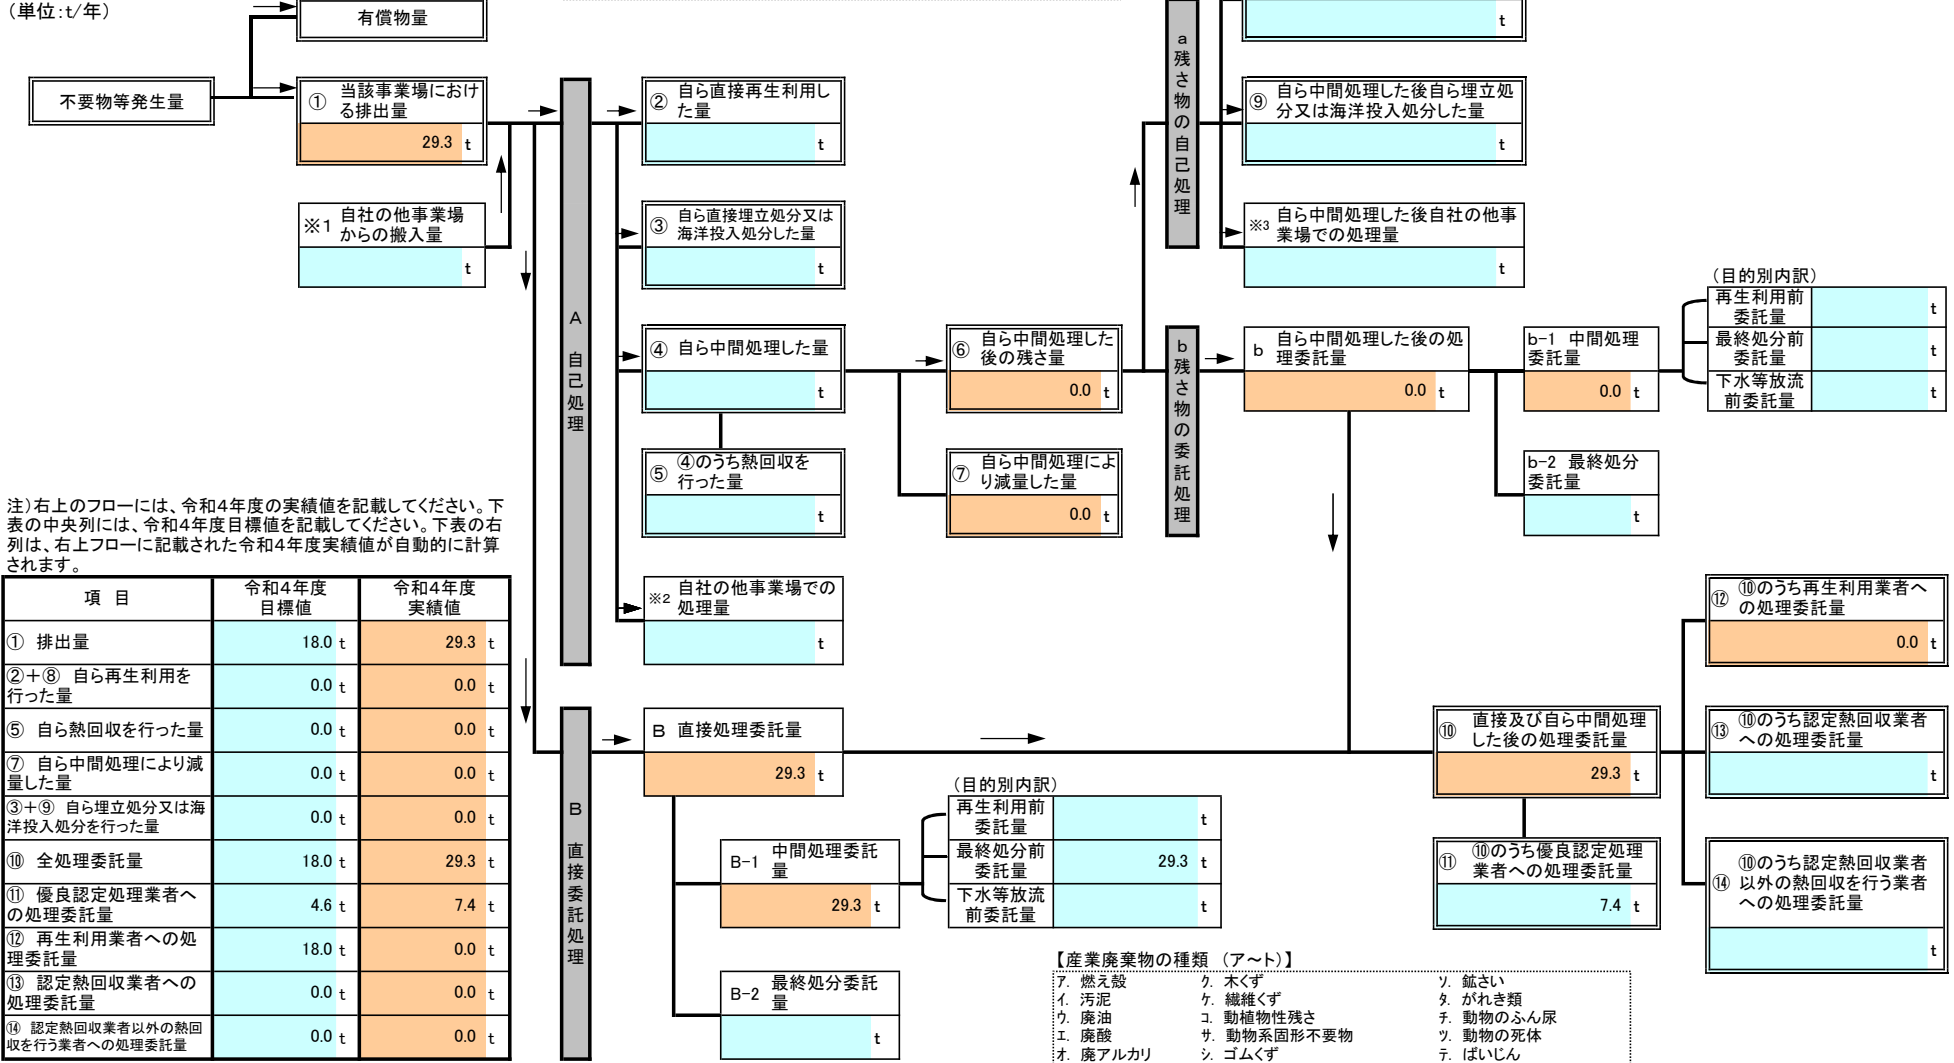 (単位:t/年)
有償物量
t
不要物等発生量
① 当該事業場におけ
る排出量
29.3 t
※1 自社の他事業場
からの搬入量
t
A 自己処理
② 自ら直接再生利用し
た量
t
③ 自ら直接埋立処分又は
海洋投入処分した量
t
④ 自ら中間処理した量
t
⑤ ④のうち熱回収を
行った量
t
※2 自社の他事業場での
処理量
t
⑥ 自ら中間処理した
後の残さ量
0.0 t
⑦ 自ら中間処理によ
り減量した量
0.0 t
a残さ物の自己処理
⑨ 自ら中間処理した後自ら埋立処
分又は海洋投入処分した量
t
※3 自ら中間処理した後自社の他事
業場での処理量
t
b残さ物の委託処理
b 自ら中間処理した後の処
理委託量
0.0 t
b-1 中間処理
委託量
0.0 t
b-2 最終処分
委託量
t
(目的別内訳)
再生利用前
委託量
t
最終処分前
委託量
t
下水等放流
前委託量
t
注)右上のフローには、令和4年度の実績値を記載してください。下
表の中央列には、令和4年度目標値を記載してください。下表の右
列は、右上フローに記載された令和4年度実績値が自動的に計算
されます。
項 目 令和4年度 令和4年度
目標値 実績値
① 排出量 18.0 t 29.3 t
②+⑧ 自ら再生利用を
行った量 0.0 t 0.0 t
⑤ 自ら熱回収を行った量 0.0 t 0.0 t
⑦ 自ら中間処理により減
量した量 0.0 t 0.0 t
③+⑨ 自ら埋立処分又は海
洋投入処分を行った量 0.0 t 0.0 t
⑩ 全処理委託量 18.0 t 29.3 t
⑪ 優良認定処理業者へ
の処理委託量 4.6 t 7.4 t
⑫ 再生利用業者への処
理委託量 18.0 t 0.0 t
⑬ 認定熱回収業者への
処理委託量 0.0 t 0.0 t
⑭ 認定熱回収業者以外の熱回
収を行う業者への処理委託量 0.0 t 0.0 t
B 直接委託処理
B 直接処理委託量
29.3 t
B-1 中間処理委託
量
29.3 t
B-2 最終処分委託
量
t
(目的別内訳)
再生利用前
委託量
t
最終処分前
委託量
29.3 t
下水等放流
前委託量
t
⑩ 直接及び自ら中間処理
した後の処理委託量
29.3 t
⑪ ⑩のうち優良認定処理
業者への処理委託量
7.4 t
⑫ ⑩のうち再生利用業者へ
の処理委託量
0.0 t
⑬ ⑩のうち認定熱回収業者
への処理委託量
t
⑭ ⑩のうち認定熱回収業者
以外の熱回収を行う業者
への処理委託量
t
【産業廃棄物の種類 (ア~ト)】
ア. 燃え殻 ク. 木くず ソ. 鉱さい
イ. 汚泥 ケ. 繊維くず タ. がれき類
ウ. 廃油 コ. 動植物性残さ チ. 動物のふん尿
エ. 廃酸 サ. 動物系固形不要物 ツ. 動物の死体
オ. 廃アルカリ シ. ゴムくず テ. ばいじん